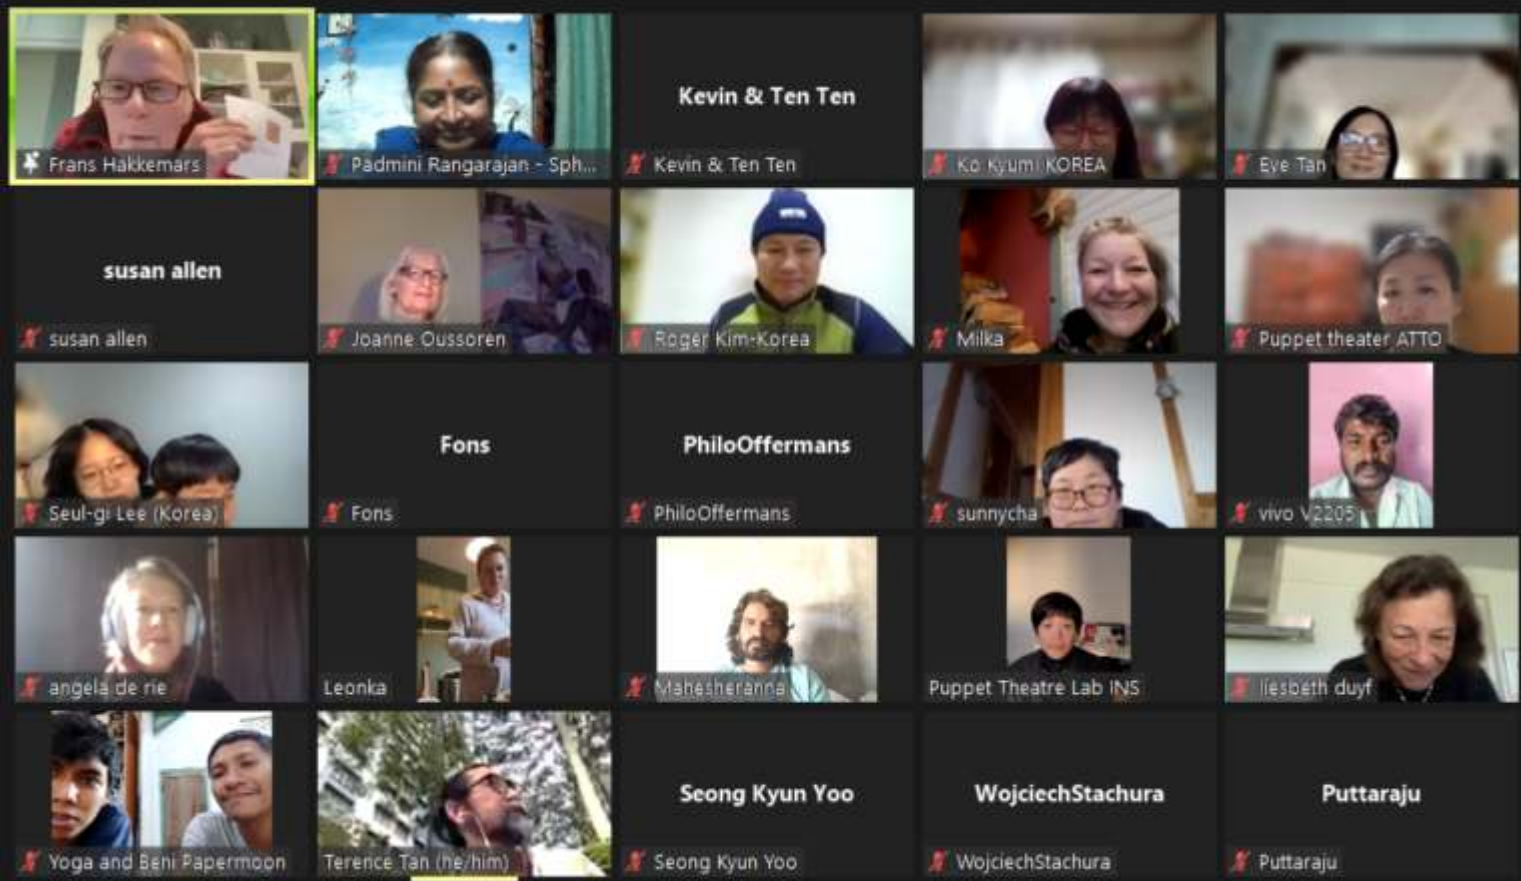 Frans Hakkemars
Padmini Rangarajan - Sph...
Kevin & Ten Ten
Kevin & Ten Ten
Ko Kyumi KOREA
Eve Tan
susan allen
susan allen
Joanne Oussoren
Roger Kim-Korea
Milka
Puppet theater ATTO
Seul-gi Lee (Korea)
Fons
Fons
PhiloOffermans
PhiloOffermans
sunnycha
vivo V2205
angela de rie
Leonka
Mahesheranna
Puppet Theatre Lab INS
liesbeth duyf
Yoga and Beni Papermoon
Terence Tan (he/him)
Seong Kyun Yoo
Seong Kyun Yoo
WojciechStachura
WojciechStachura
Puttaraju
Puttaraju